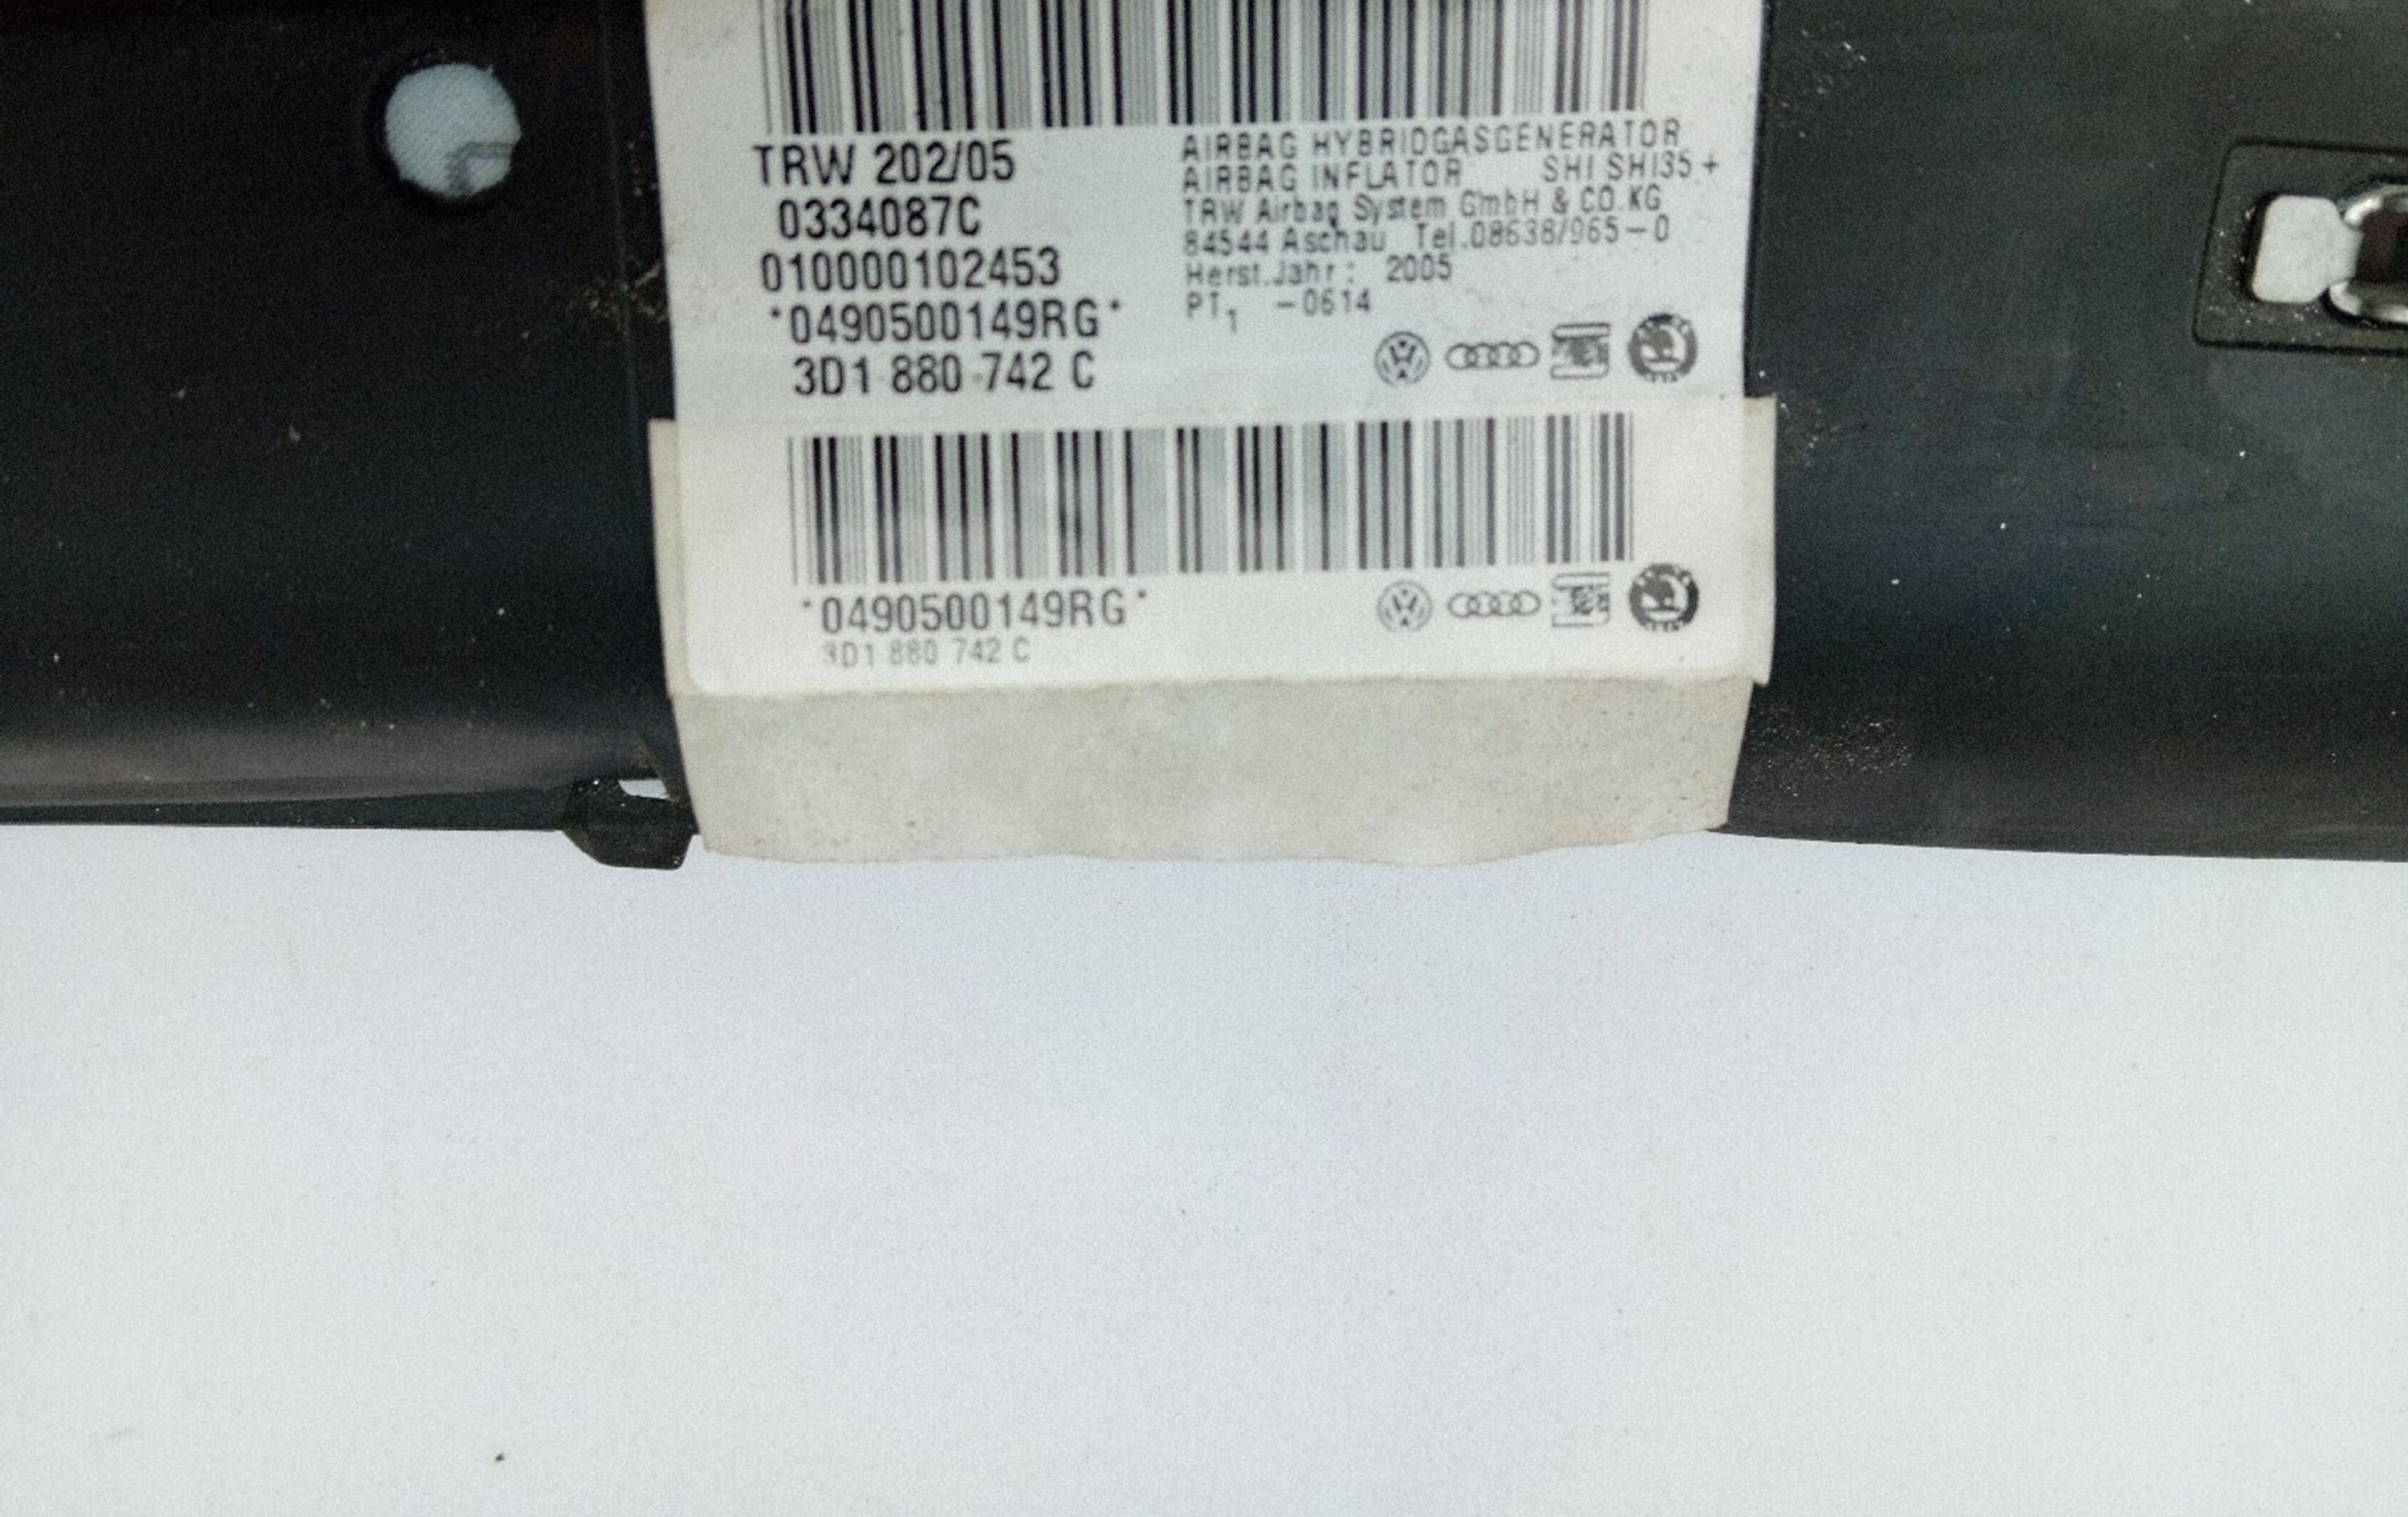 TRW 202/05
0334087C
010000102453
*0490500149RG*
3D1 880 742 C
AIRBAG HYBRIDGASGENERATOR
AIRBAG INFLATOR SHI SHI35 +
TRW Airbag System GmbH & CO.KG
84544 Aschau Tel.08638/965-0
Herst.Jahr: 2005
PT1 -0614
*0490500149RG*
3D1 880 742 C